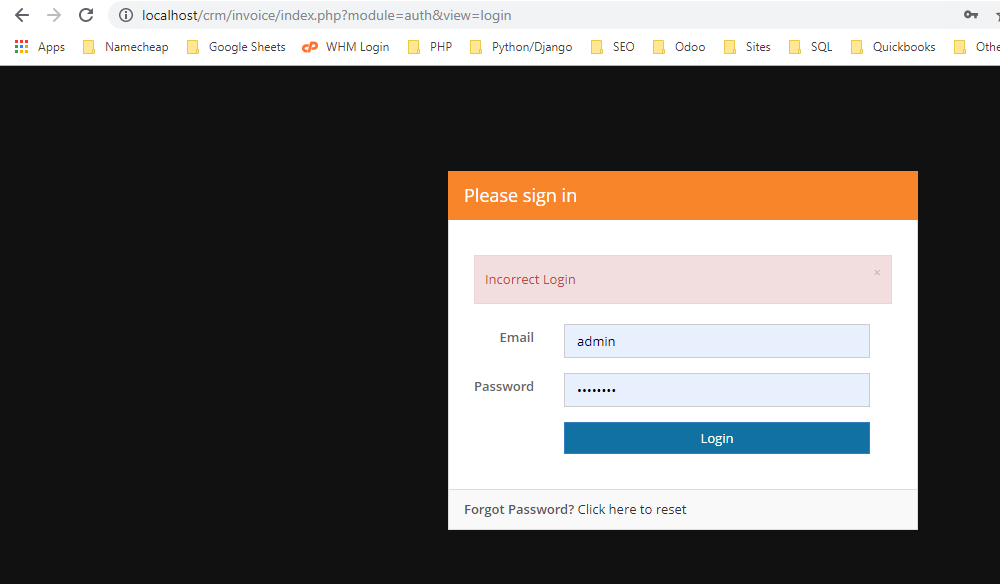 localhost/crm/invoice/index.php?module=auth&view=login
Apps Namecheap Google Sheets cP WHM Login PHP Python/Django SEO Odoo Sites SQL Quickbooks Othe
Please sign in
Incorrect Login ×
Email admin
Password ••••••••
Login
Forgot Password? Click here to reset